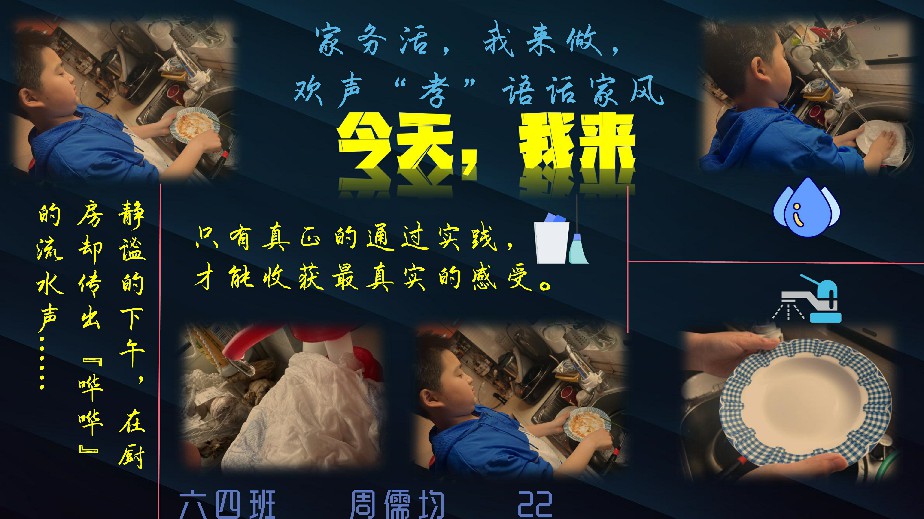 家务活，我来做，
欢声“孝”语话家风
今天，我来
静谧的下午，在厨
房却传出『哗哗』
的流水声……
只有真正的通过实践，
才能收获最真实的感受。
六四班 周儒均 22